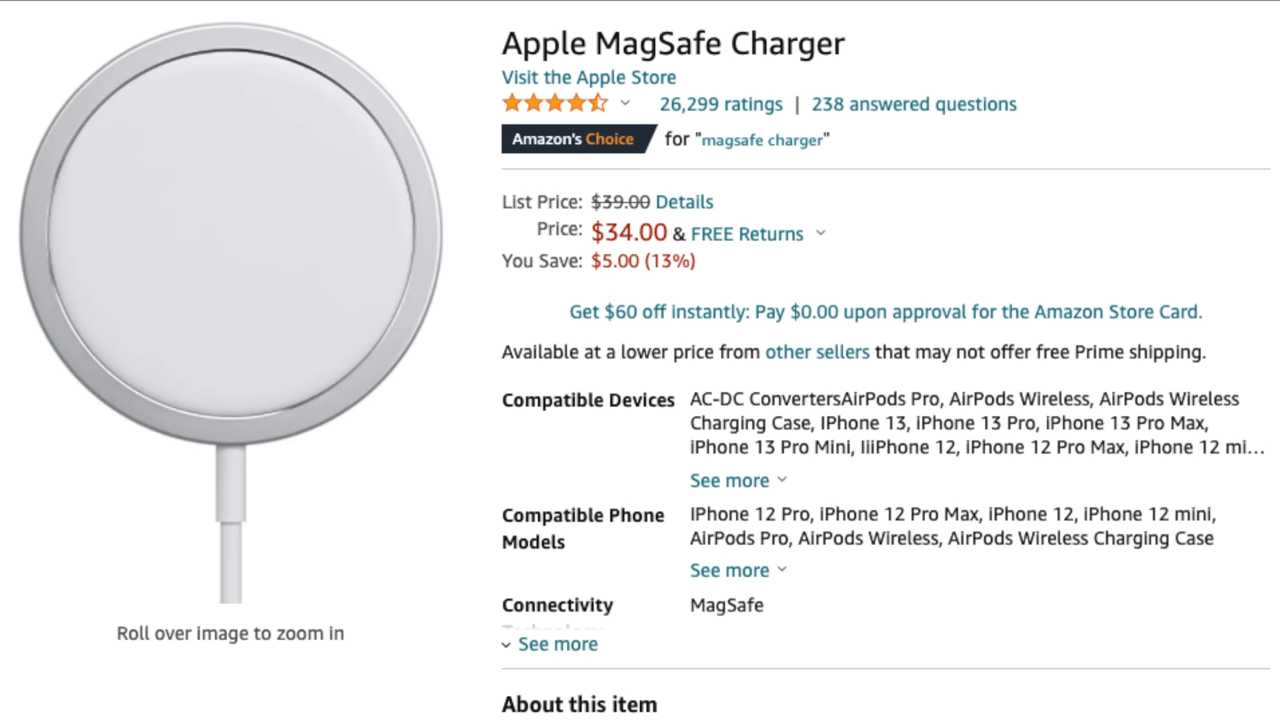 Apple MagSafe Charger
Visit the Apple Store
26,299 ratings | 238 answered questions
Amazon's Choice for "magsafe charger"
List Price: $39.00 Details
Price: $34.00 & FREE Returns
You Save: $5.00 (13%)
Get $60 off instantly: Pay $0.00 upon approval for the Amazon Store Card.
Available at a lower price from other sellers that may not offer free Prime shipping.
Compatible Devices AC-DC ConvertersAirPods Pro, AirPods Wireless, AirPods Wireless
Charging Case, IPhone 13, iPhone 13 Pro, iPhone 13 Pro Max,
iPhone 13 Pro Mini, IiiPhone 12, iPhone 12 Pro Max, iPhone 12 mi...
See more
Compatible Phone Models IPhone 12 Pro, iPhone 12 Pro Max, iPhone 12, iPhone 12 mini,
AirPods Pro, AirPods Wireless, AirPods Wireless Charging Case
See more
Connectivity MagSafe
See more
About this item
Roll over image to zoom in